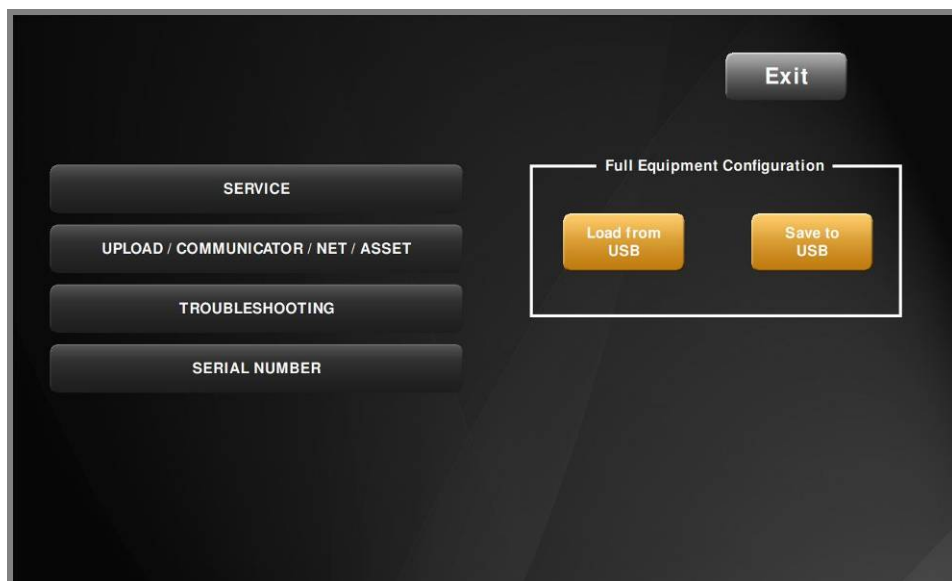 Exit
SERVICE
UPLOAD / COMMUNICATOR / NET / ASSET
TROUBLESHOOTING
SERIAL NUMBER
Full Equipment Configuration
Load from
USB
Save to
USB